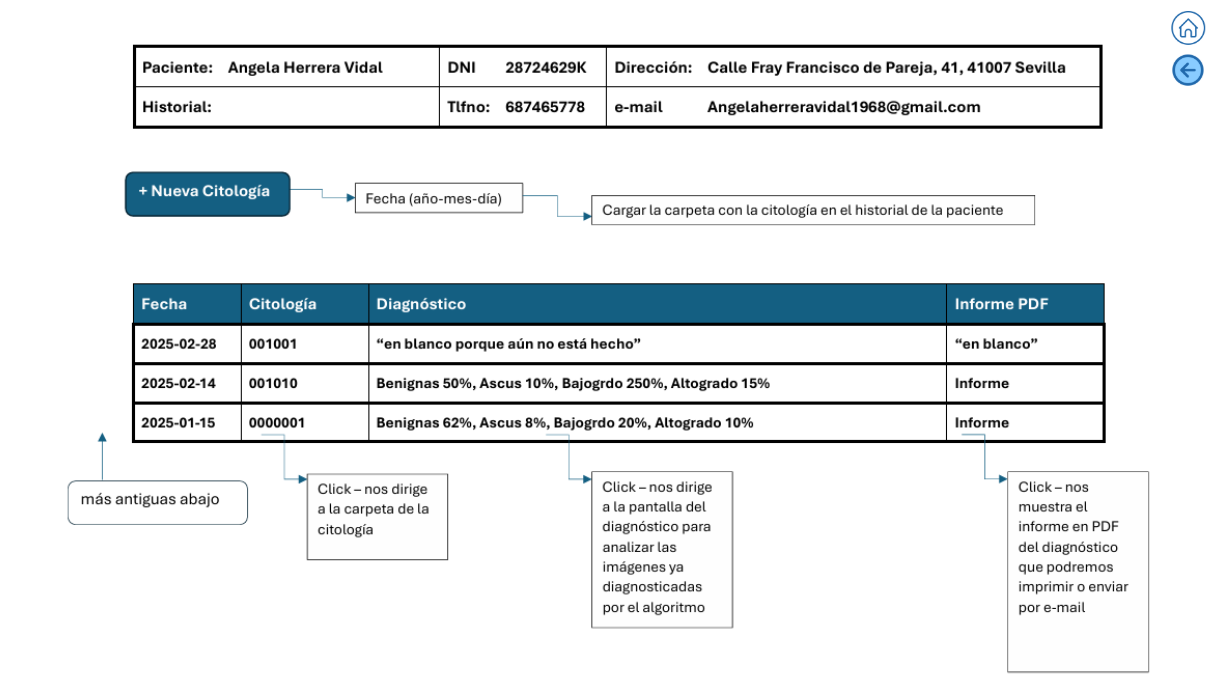 Paciente: Angela Herrera Vidal DNI 28724629K Dirección: Calle Fray Francisco de Pareja, 41, 41007 Sevilla
Historial: Tlfno: 687465778 e-mail Angelaherreravidal1968@gmail.com
+ Nueva Citología
Fecha (año-mes-día)
Cargar la carpeta con la citología en el historial de la paciente
Fecha Citología Diagnóstico Informe PDF
2025-02-28 001001 “en blanco porque aún no está hecho” “en blanco”
2025-02-14 001010 Benignas 50%, Ascus 10%, Bajogrdo 250%, Altogrado 15% Informe
2025-01-15 0000001 Benignas 62%, Ascus 8%, Bajogrdo 20%, Altogrado 10% Informe
más antiguas abajo
Click – nos dirige
a la carpeta de la
citología
Click – nos dirige
a la pantalla del
diagnóstico para
analizar las
imágenes ya
diagnosticadas
por el algoritmo
Click – nos
muestra el
informe en PDF
del diagnóstico
que podremos
imprimir o enviar
por e-mail